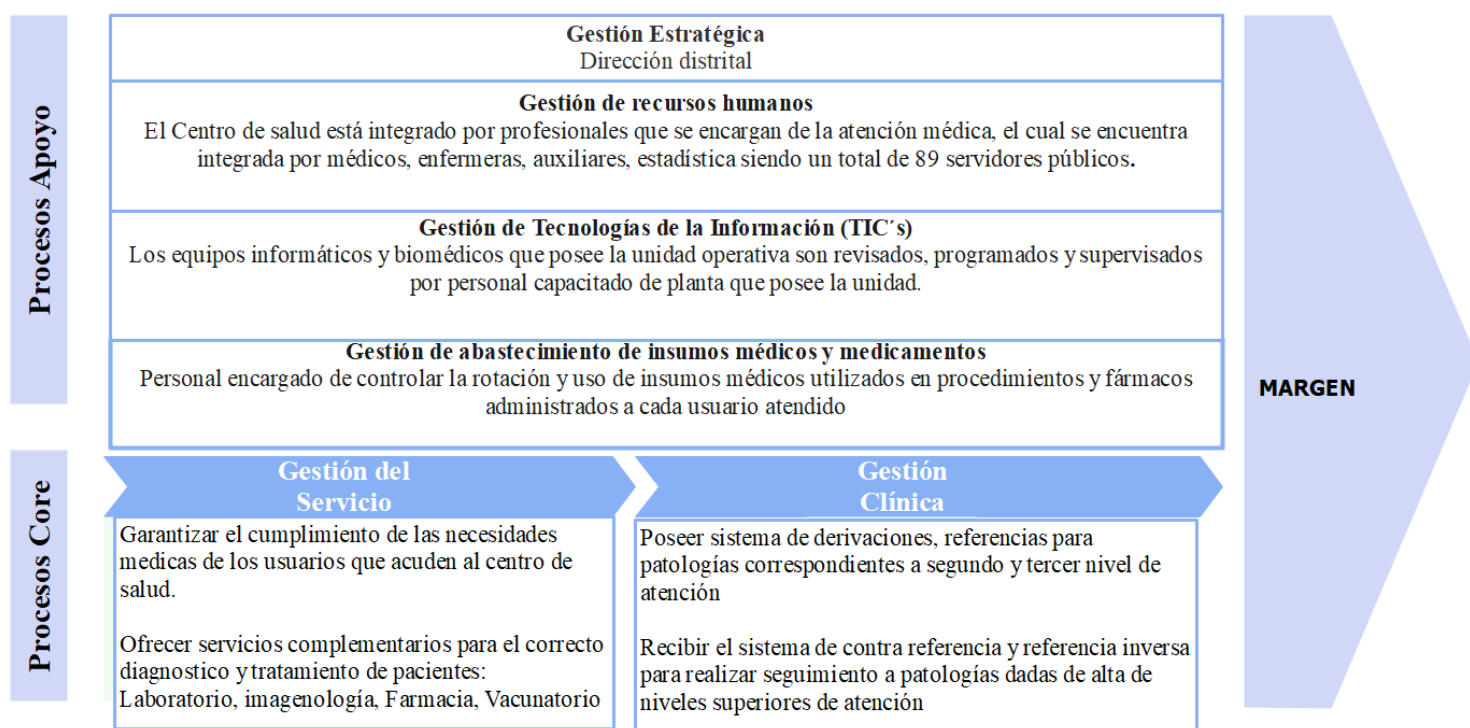 Procesos Apoyo
Gestión Estratégica
Dirección distrital
Gestión de recursos humanos
El Centro de salud está integrado por profesionales que se encargan de la atención médica, el cual se encuentra
integrada por médicos, enfermeras, auxiliares, estadística siendo un total de 89 servidores públicos.
Gestión de Tecnologías de la Información (TIC´s)
Los equipos informáticos y biomédicos que posee la unidad operativa son revisados, programados y supervisados
por personal capacitado de planta que posee la unidad.
Gestión de abastecimiento de insumos médicos y medicamentos
Personal encargado de controlar la rotación y uso de insumos médicos utilizados en procedimientos y fármacos
administrados a cada usuario atendido
MARGEN
Procesos Core
Gestión del
Servicio
Garantizar el cumplimiento de las necesidades
medicas de los usuarios que acuden al centro de
salud.
Ofrecer servicios complementarios para el correcto
diagnostico y tratamiento de pacientes:
Laboratorio, imagenología, Farmacia, Vacunatorio
Gestión
Clínica
Poseer sistema de derivaciones, referencias para
patologías correspondientes a segundo y tercer nivel de
atención
Recibir el sistema de contra referencia y referencia inversa
para realizar seguimiento a patologías dadas de alta de
niveles superiores de atención